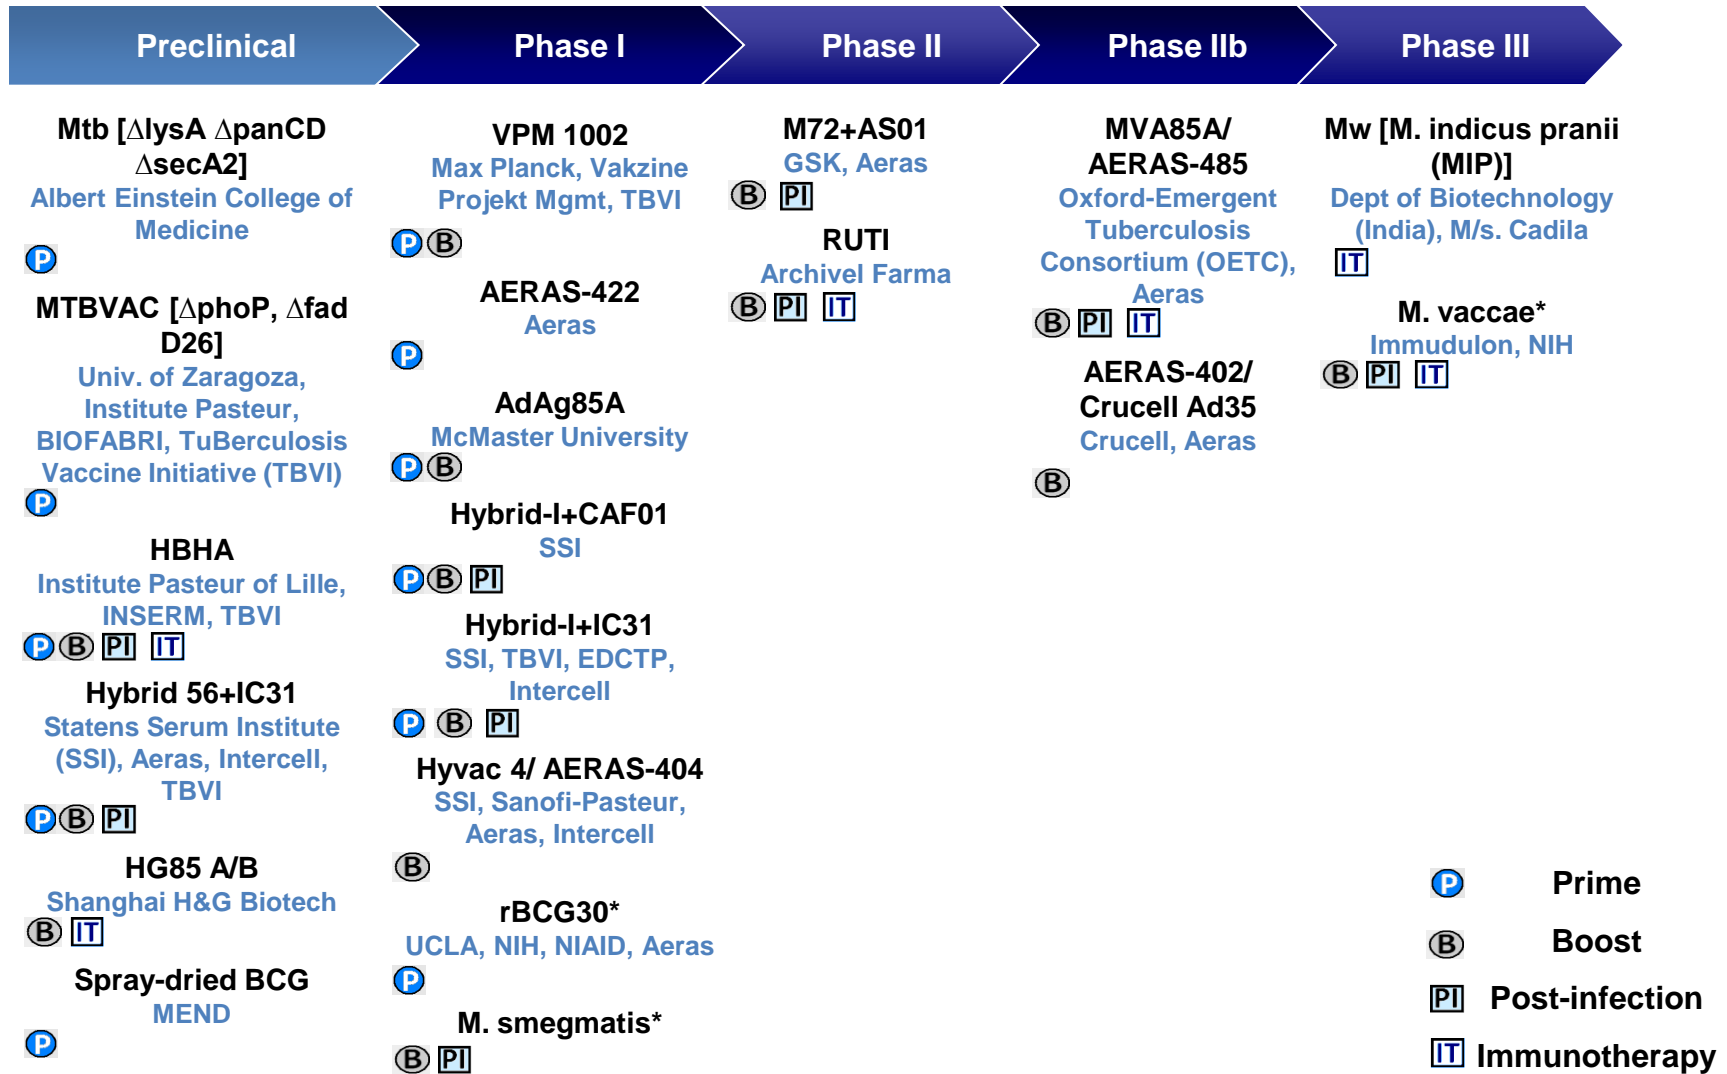 Preclinical
Phase I
Phase II
Phase IIb
Phase III
Mtb [∆lysA ∆panCD
∆secA2]
Albert Einstein College of
Medicine
P
MTBVAC [∆phoP, ∆fad
D26]
Univ. of Zaragoza,
Institute Pasteur,
BIOFABRI, TuBerculosis
Vaccine Initiative (TBVI)
P
HBHA
Institute Pasteur of Lille,
INSERM, TBVI
P B PI IT
Hybrid 56+IC31
Statens Serum Institute
(SSI), Aeras, Intercell,
TBVI
P B PI
HG85 A/B
Shanghai H&G Biotech
B IT
Spray-dried BCG
MEND
P
VPM 1002
Max Planck, Vakzine
Projekt Mgmt, TBVI
P B
AERAS-422
Aeras
P
AdAg85A
McMaster University
P B
Hybrid-I+CAF01
SSI
P B PI
Hybrid-I+IC31
SSI, TBVI, EDCTP,
Intercell
P B PI
Hyvac 4/ AERAS-404
SSI, Sanofi-Pasteur,
Aeras, Intercell
B
rBCG30*
UCLA, NIH, NIAID, Aeras
P
M. smegmatis*
B PI
M72+AS01
GSK, Aeras
B PI
RUTI
Archivel Farma
B PI IT
MVA85A/
AERAS-485
Oxford-Emergent
Tuberculosis
Consortium (OETC),
Aeras
B PI IT
AERAS-402/
Crucell Ad35
Crucell, Aeras
B
Mw [M. indicus pranii
(MIP)]
Dept of Biotechnology
(India), M/s. Cadila
IT
M. vaccae*
Immudulon, NIH
B PI IT
P Prime
B Boost
PI Post-infection
IT Immunotherapy